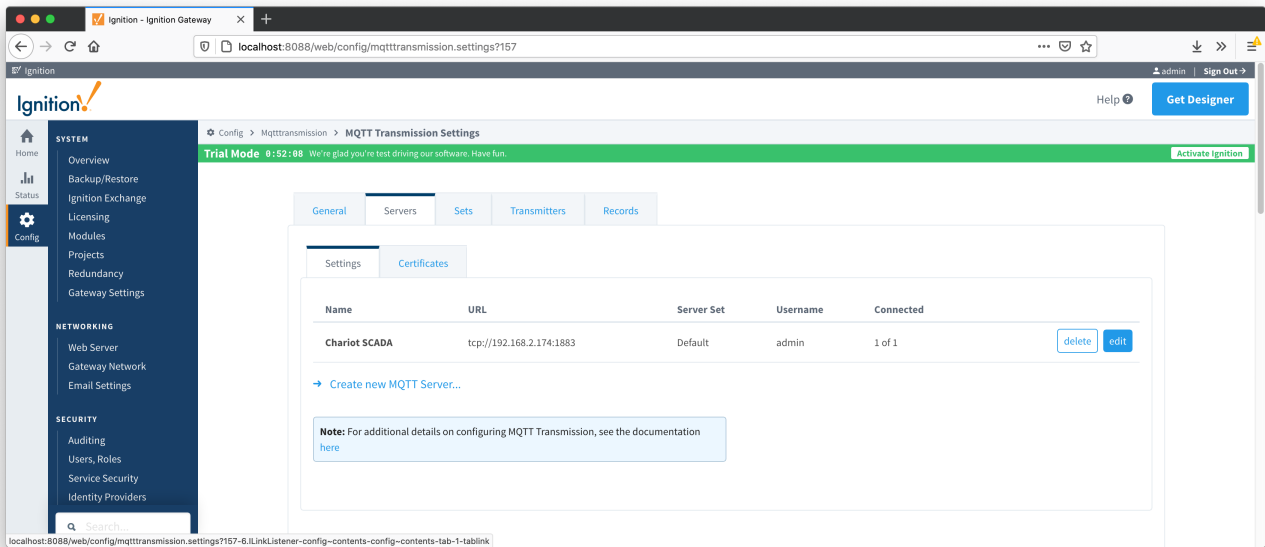 Ignition - Ignition Gateway
localhost:8088/web/config/mqtttransmission.settings?157
Ignition
admin | Sign Out
Ignition!
Help
Get Designer
Home
Status
Config
SYSTEM
Overview
Backup/Restore
Ignition Exchange
Licensing
Modules
Projects
Redundancy
Gateway Settings
NETWORKING
Web Server
Gateway Network
Email Settings
SECURITY
Auditing
Users, Roles
Service Security
Identity Providers
Search...
Config > Mqtttransmission > MQTT Transmission Settings
Trial Mode 0:52:08 We're glad you're test driving our software. Have fun.
Activate Ignition
General Servers Sets Transmitters Records
Settings Certificates
Name URL Server Set Username Connected
Chariot SCADA tcp://192.168.2.174:1883 Default admin 1 of 1 delete edit
→ Create new MQTT Server...
Note: For additional details on configuring MQTT Transmission, see the documentation
here
localhost:8088/web/config/mqtttransmission.settings?157-6.ILinkListener-config~contents-config~contents-tab-1-tablink